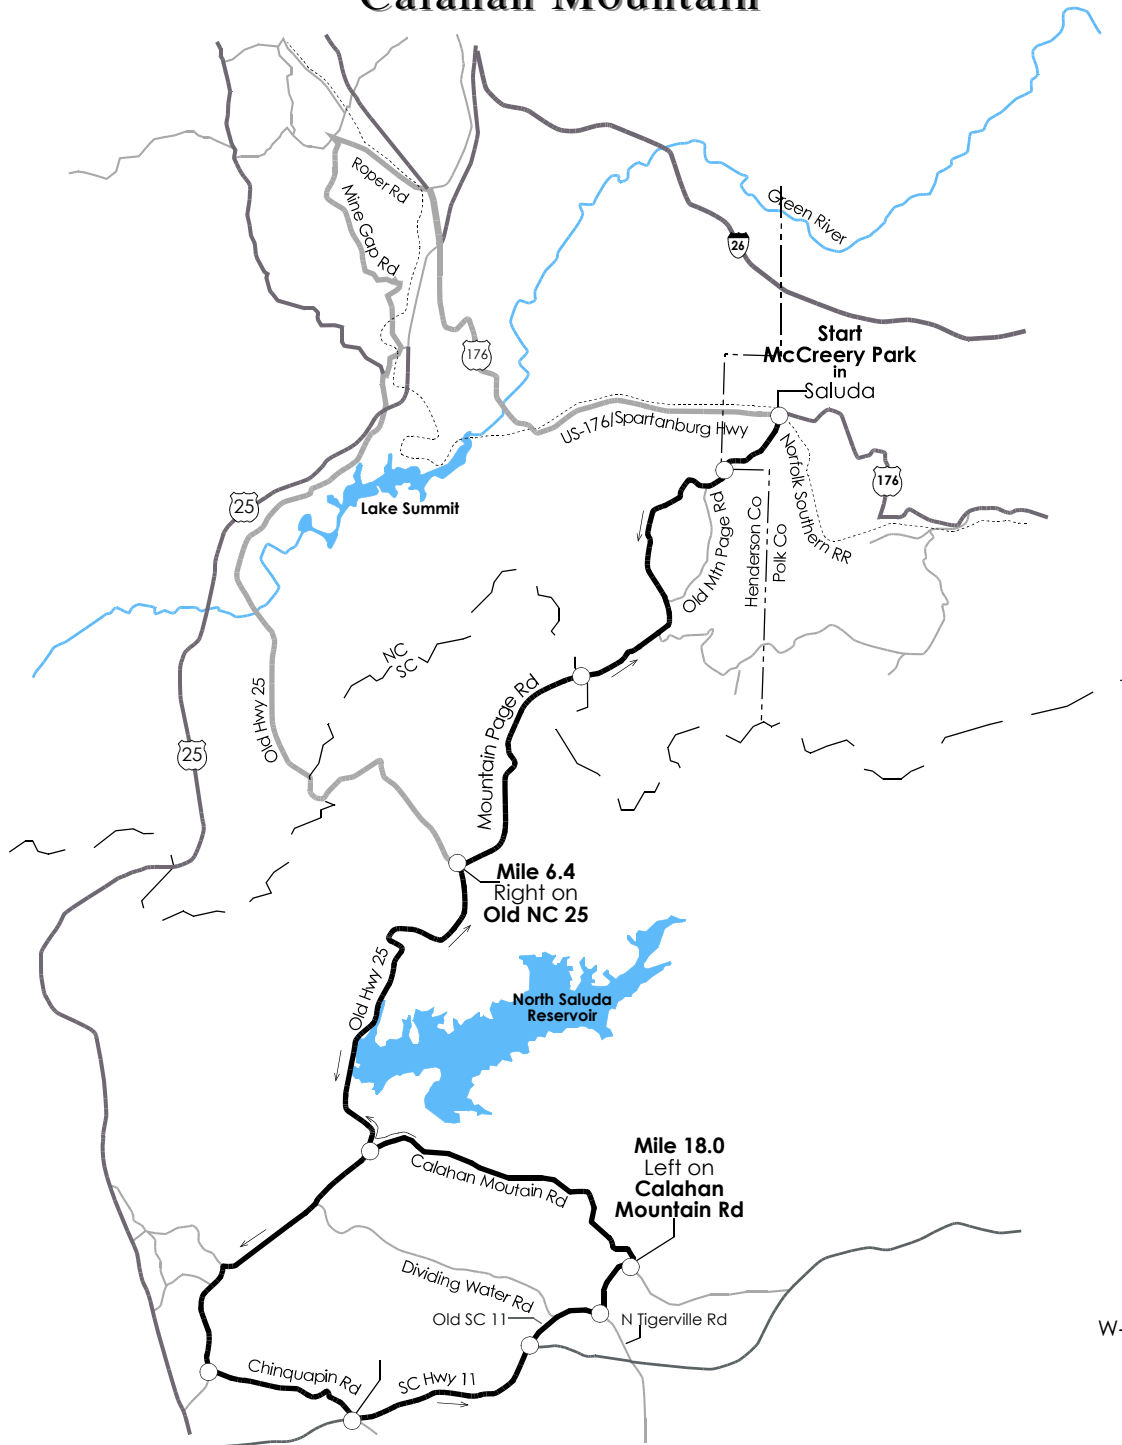 Calahan Mountain
Roper Rd
Mine Gap Rd
Green River
26
Start
McCreery Park
in
Saluda
176
US-176/Spartanburg Hwy
Norfolk Southern RR
176
25
Lake Summit
Old Mtn Page Rd
Henderson Co
Polk Co
NC
SC
Old Hwy 25
Mountain Page Rd
25
Mile 6.4
Right on
Old NC 25
Old Hwy 25
North Saluda
Reservoir
Mile 18.0
Left on
Calahan
Mountain Rd
Calahan Moutain Rd
Dividing Water Rd
Old SC 11
N Tigerville Rd
W-
Chinquapin Rd
SC Hwy 11